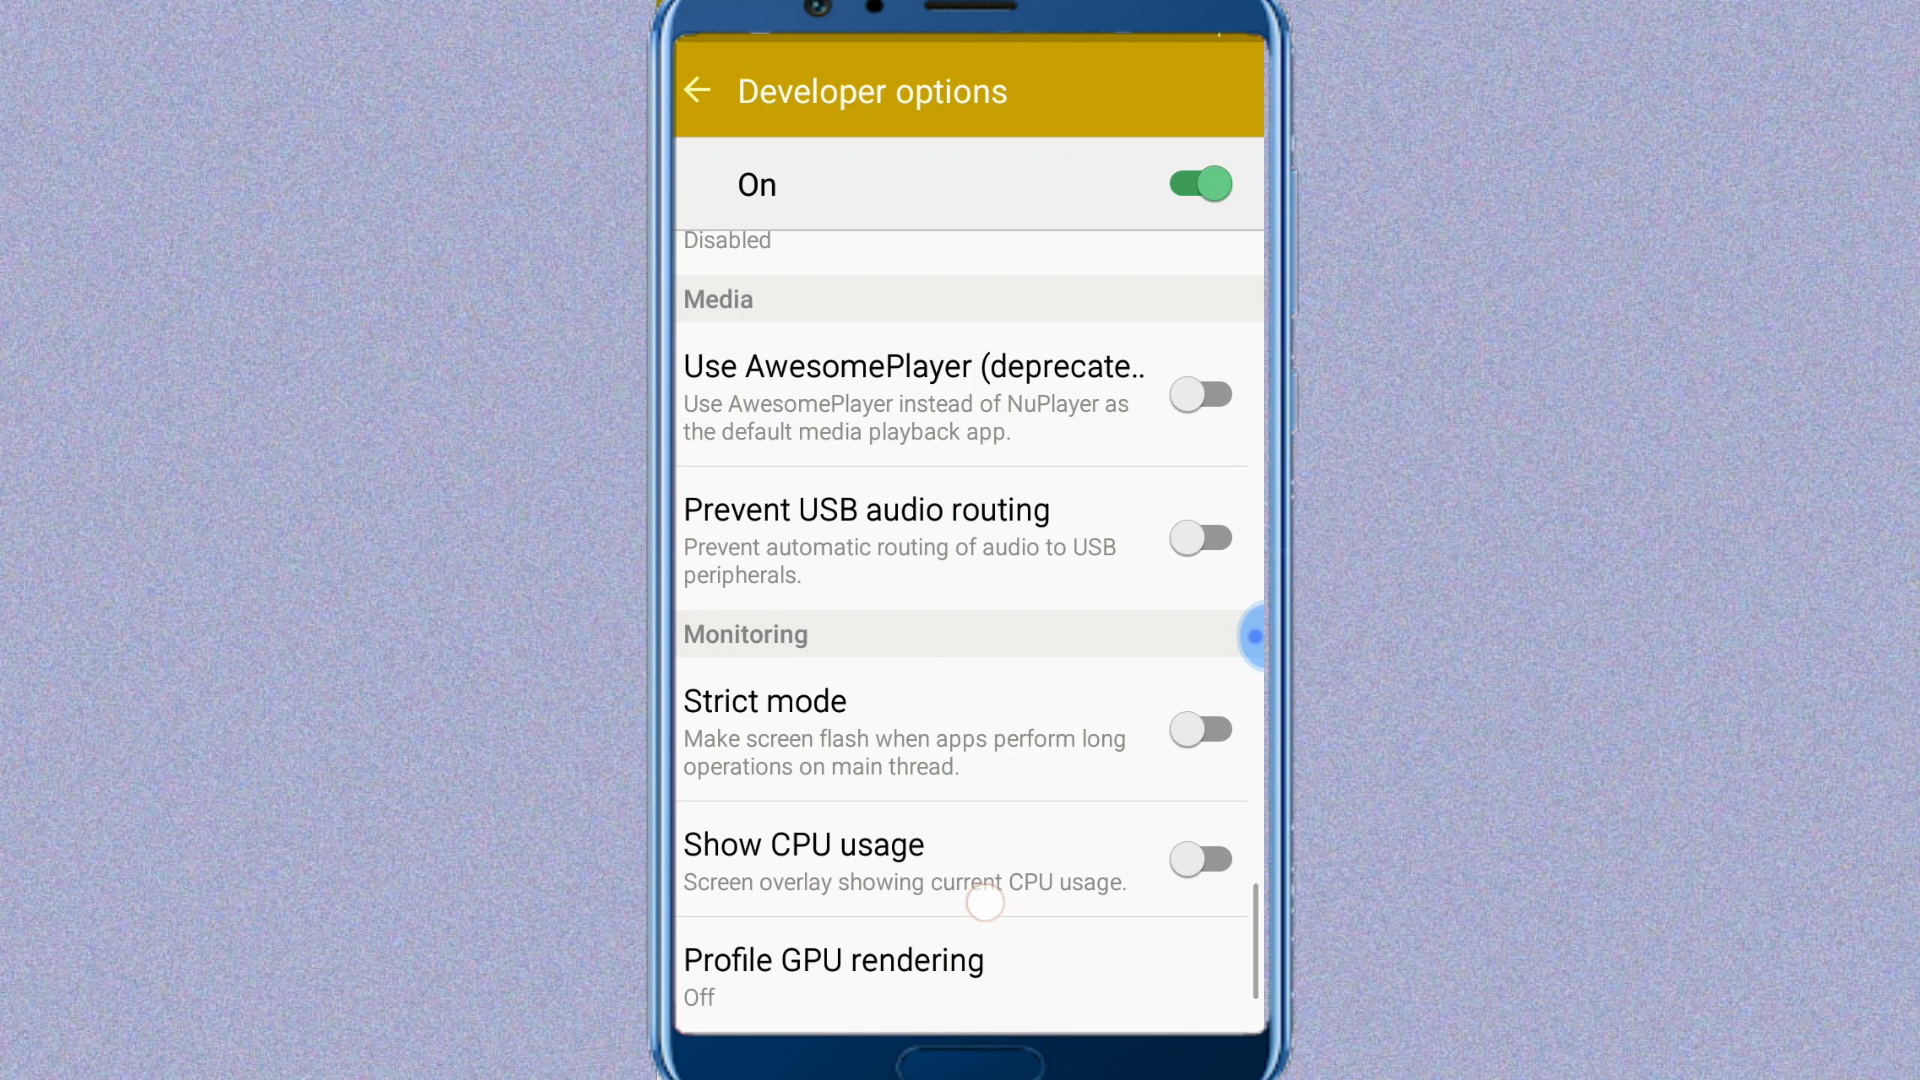 Developer options
On
Disabled
Media
Use AwesomePlayer (deprecate..
Use AwesomePlayer instead of NuPlayer as
the default media playback app.
Prevent USB audio routing
Prevent automatic routing of audio to USB
peripherals.
Monitoring
Strict mode
Make screen flash when apps perform long
operations on main thread.
Show CPU usage
Screen overlay showing current CPU usage.
Profile GPU rendering
Off